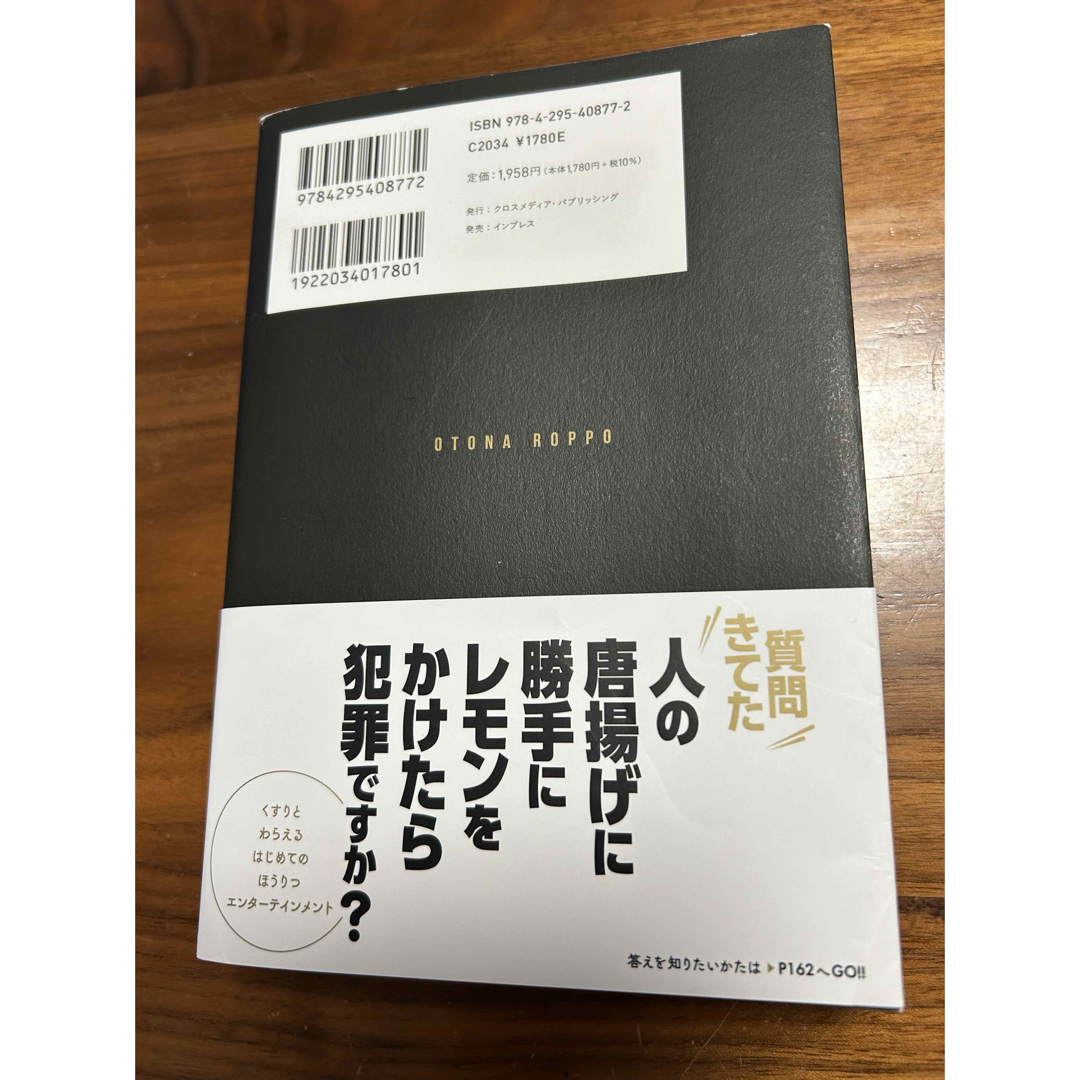 ISBN 978-4-295-40877-2
C2034 ¥1780E
定価:1,958円(本体1,780円+税10%)
発行:クロスメディア・パブリッシング
発売:インプレス
9784295408772
1922034017801
OTONA ROPPO
質問
きてた
人の
唐揚げに
勝手に
レモンを
かけたら
犯罪ですか?
くすりと
わらえる
はじめての
ほうりつ
エンターテインメント
答えを知りたいかたは▶P162へGO!!